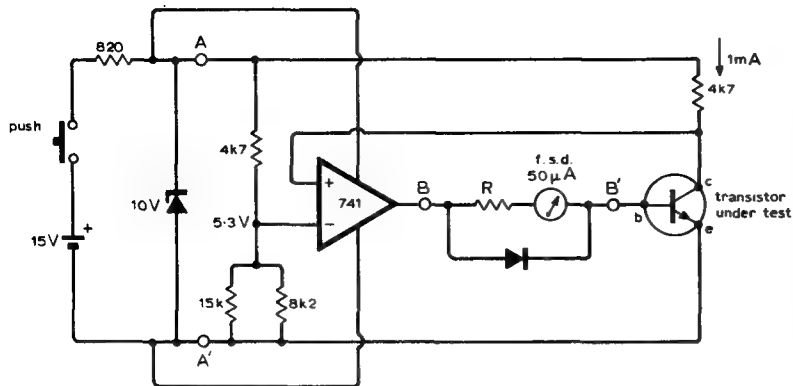 820
A
1mA
4k7
push
4k7
f.s.d.
50µA
+
741
B
R
B'
c
transistor
under test
b
e
10V
5·3V
−
15V
+
15k
8k2
A'